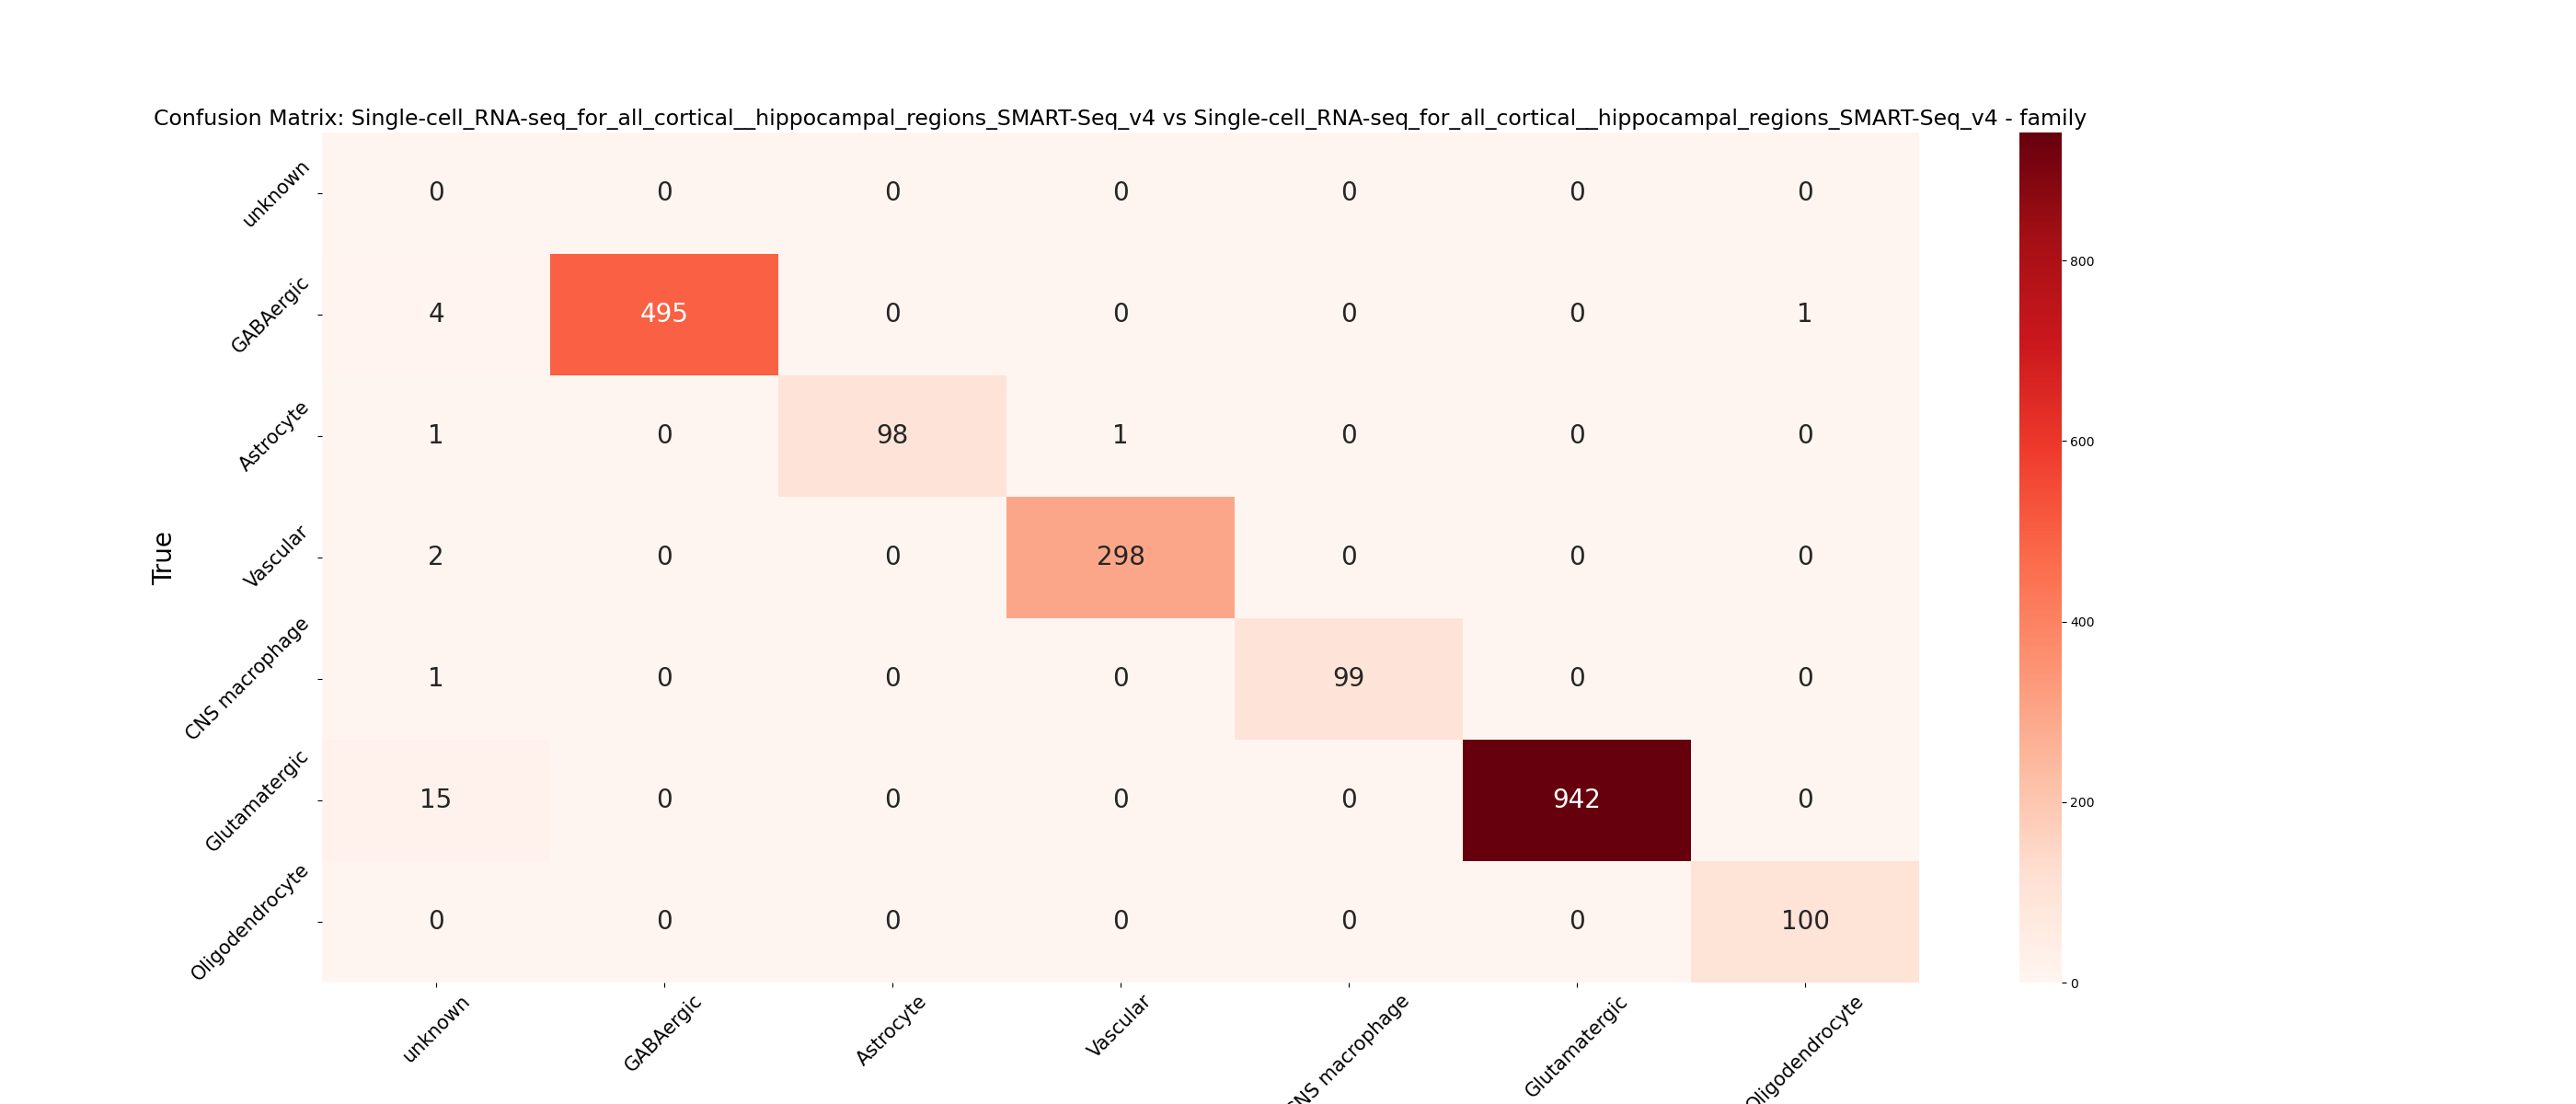 Confusion Matrix: Single-cell_RNA-seq_for_all_cortical__hippocampal_regions_SMART-Seq_v4 vs Single-cell_RNA-seq_for_all_cortical__hippocampal_regions_SMART-Seq_v4 - family
unknown 0 0 0 0 0 0 0
GABAergic 4 495 0 0 0 0 1
Astrocyte 1 0 98 1 0 0 0
Vascular 2 0 0 298 0 0 0
CNS macrophage 1 0 0 0 99 0 0
Glutamatergic 15 0 0 0 0 942 0
Oligodendrocyte 0 0 0 0 0 0 100
True
unknown GABAergic Astrocyte Vascular CNS macrophage Glutamatergic Oligodendrocyte
800
600
400
200
0